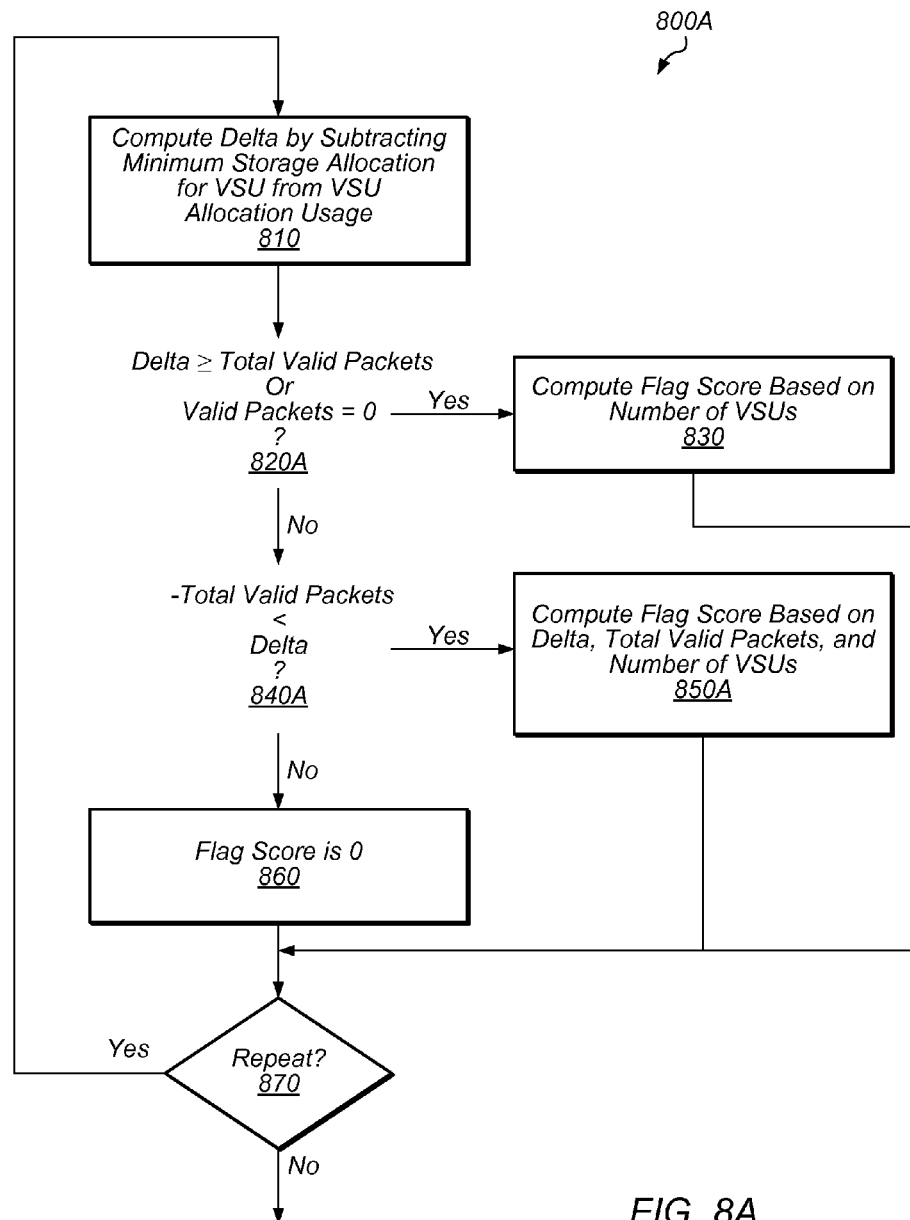 800A
Compute Delta by Subtracting
Minimum Storage Allocation
for VSU from VSU
Allocation Usage
810
Delta ≥ Total Valid Packets
Or
Valid Packets = 0
?
820A
Yes
Compute Flag Score Based on
Number of VSUs
830
No
-Total Valid Packets
<
Delta
?
840A
Yes
Compute Flag Score Based on
Delta, Total Valid Packets, and
Number of VSUs
850A
No
Flag Score is 0
860
Yes
Repeat?
870
No
FIG. 8A